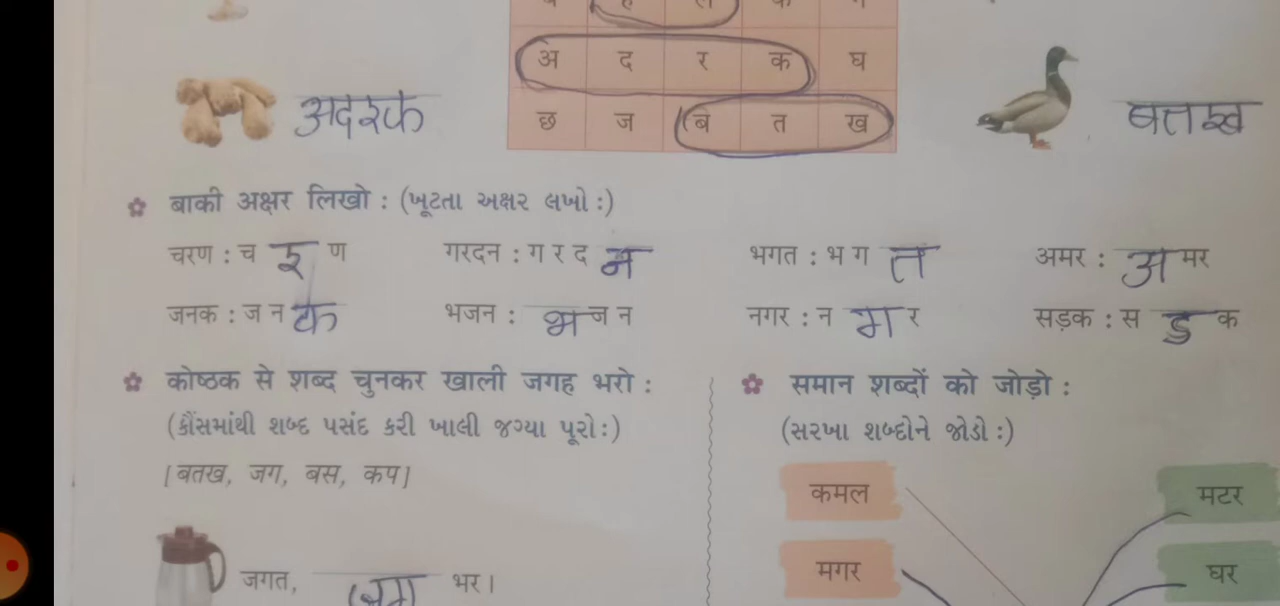 अ द र क घ
अदरक
छ ज ब त ख
बत्तख
बाकी अक्षर लिखो : (ખૂટતા અક્ષર લખો :)
चरण : च र ण गरदन : ग र द न भगत : भ ग त अमर : अ मर
जनक : ज न क भजन : भ ज न नगर : न ग र सड़क : स ड क
कोष्ठक से शब्द चुनकर खाली जगह भरो :
(કૌંસમાંથી શબ્દ પસંદ કરી ખાલી જગ્યા પૂરો:)
[बतख, जग, बस, कप]
जगत, जग भर।
समान शब्दों को जोड़ो :
(સરખા શબ્દોને જોડો :)
कमल मटर
मगर घर